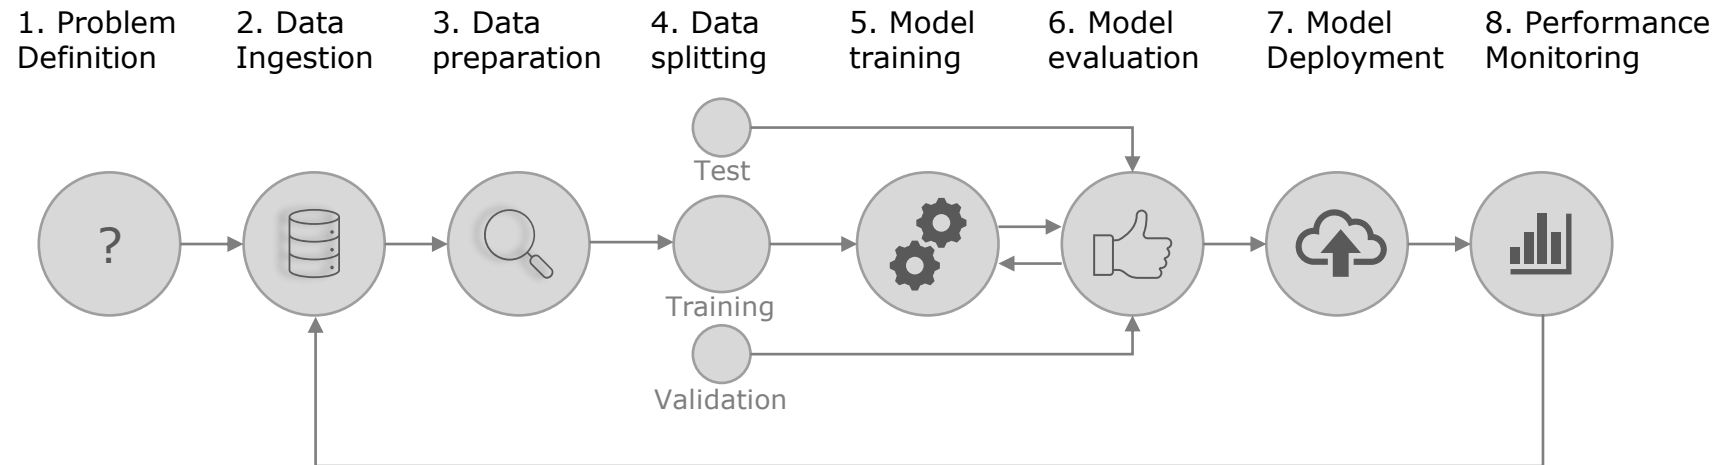 1. Problem
Definition
2. Data
Ingestion
3. Data
preparation
4. Data
splitting
5. Model
training
6. Model
evaluation
7. Model
Deployment
8. Performance
Monitoring
Test
?
Training
Validation